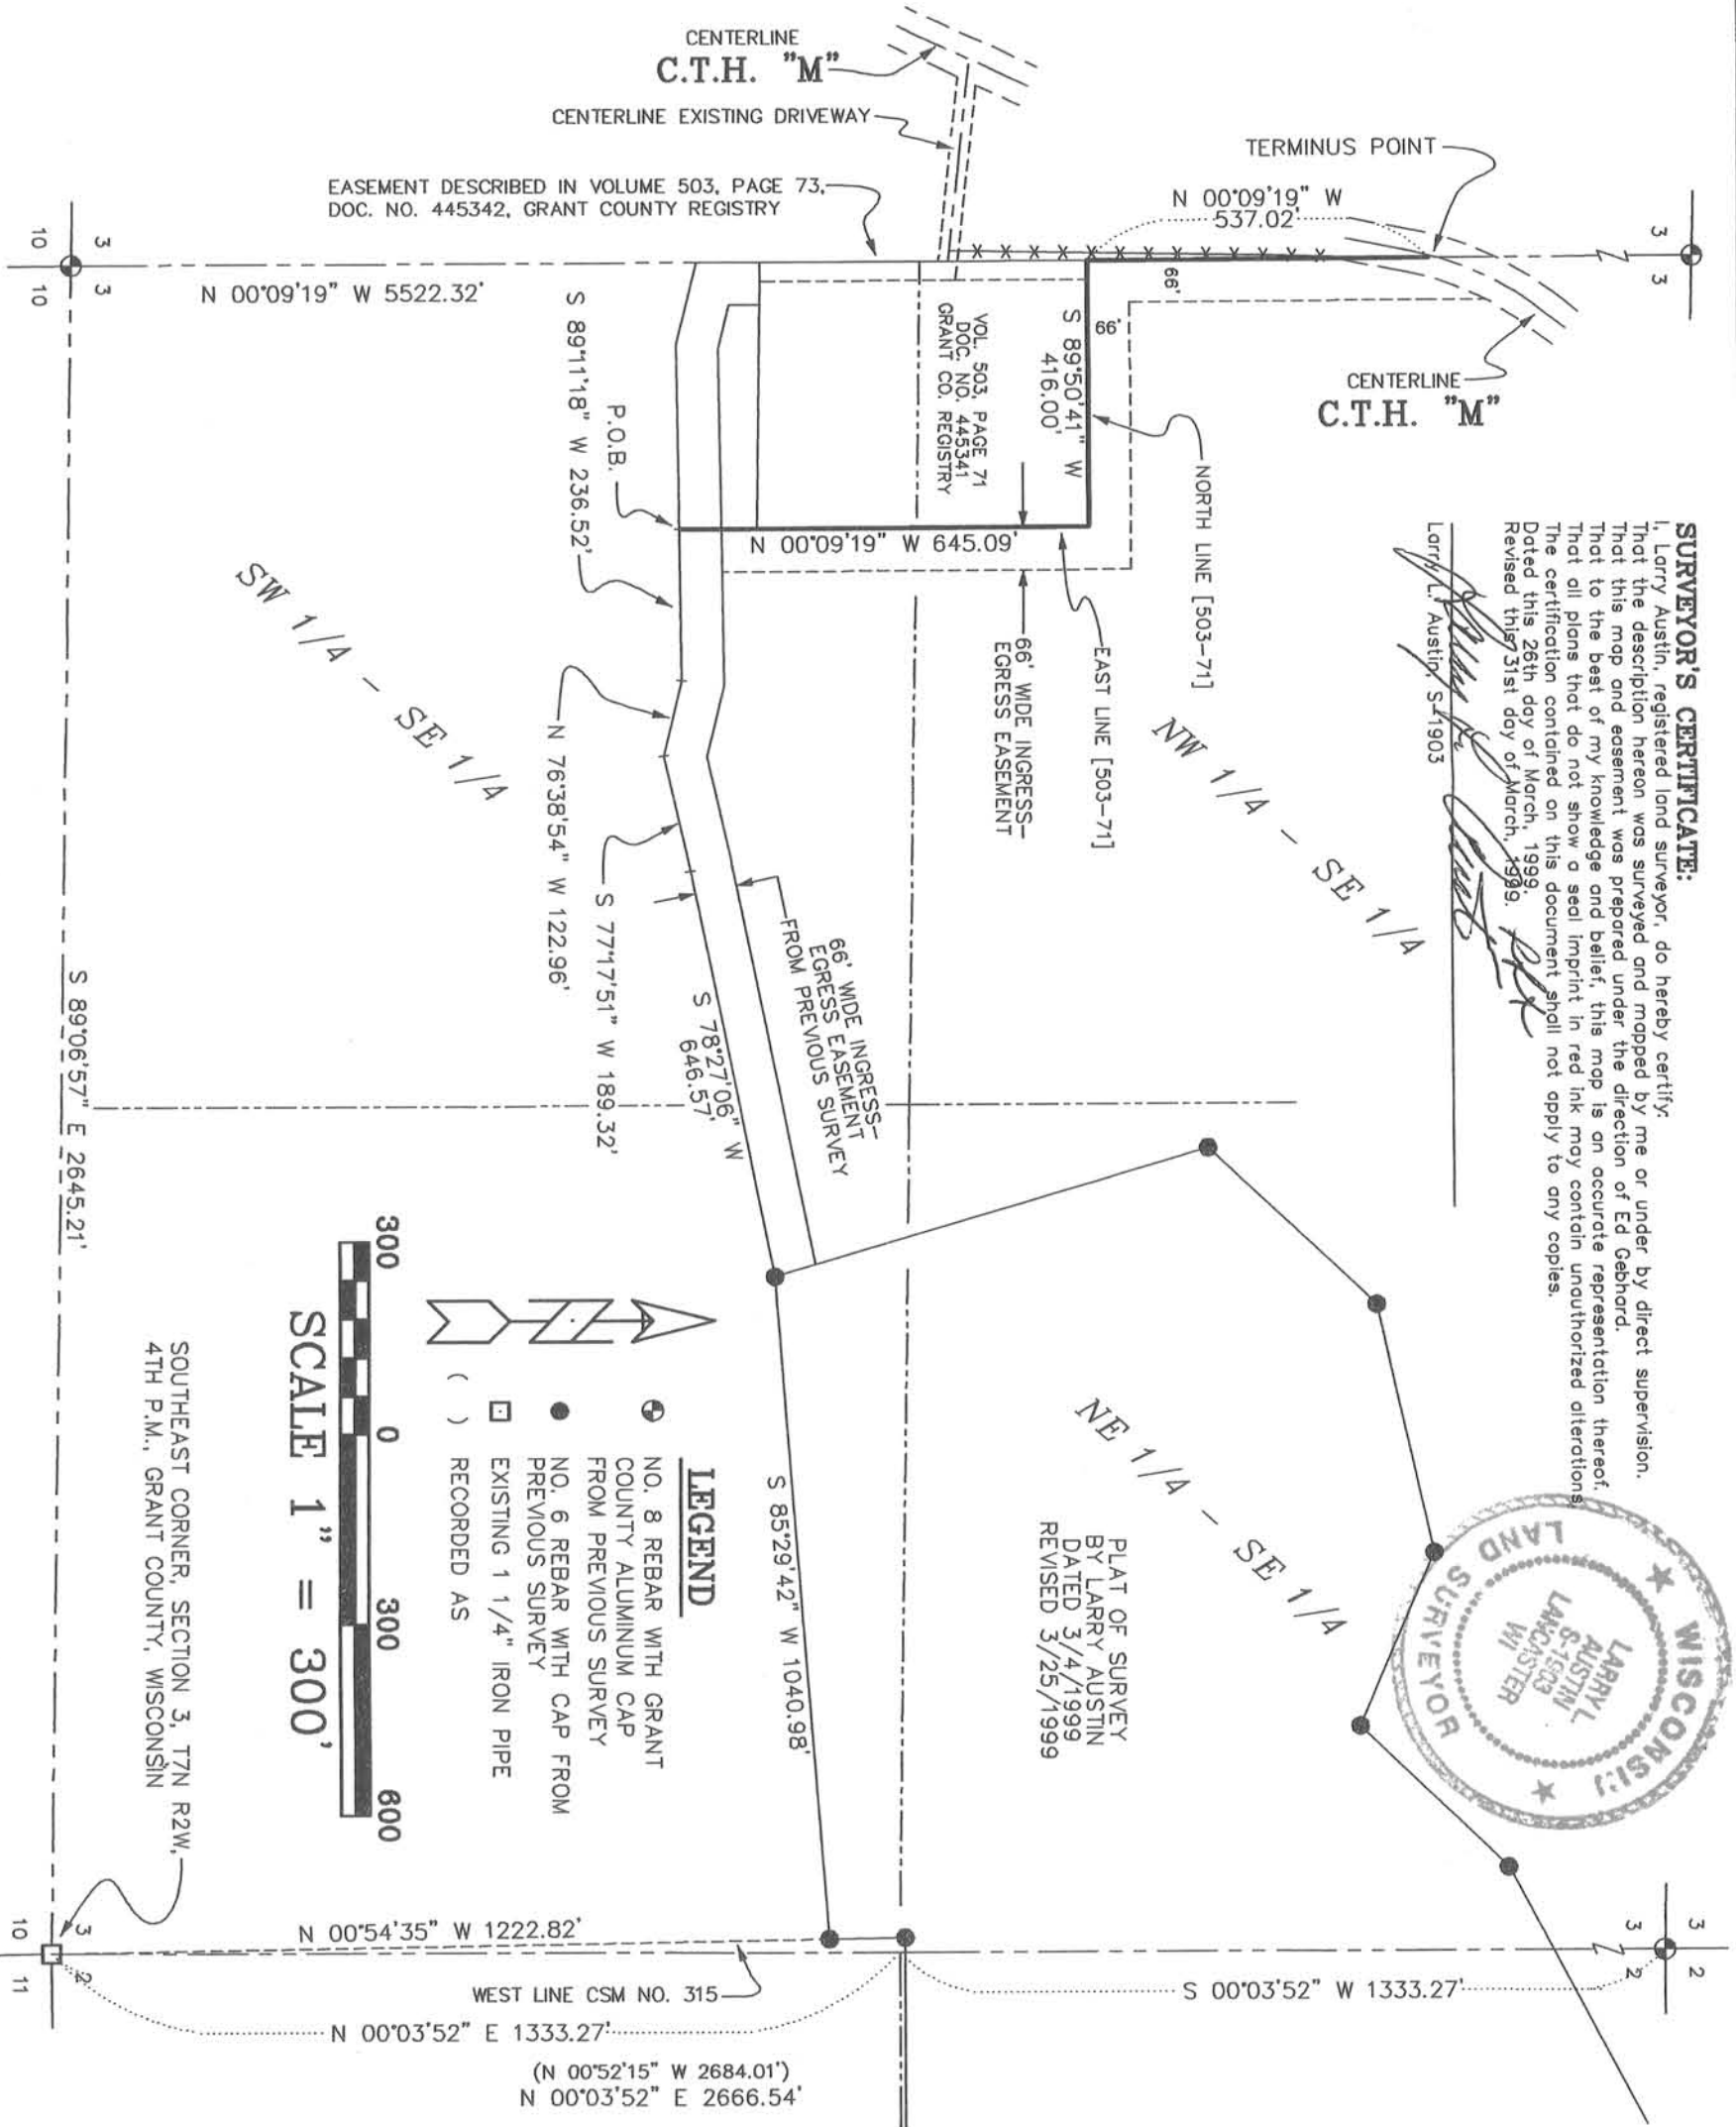 SURVEYOR'S CERTIFICATE:
I, Larry Austin, registered land surveyor, do hereby certify:
That the description hereon was surveyed and mapped by me or under by direct supervision.
That this map and easement was prepared under the direction of Ed Gebhard.
That to the best of my knowledge and belief, this map is an accurate representation thereof.
That all plans that do not show a seal imprint in red ink may contain unauthorized alterations.
The certification contained on this document shall not apply to any copies.
Dated this 26th day of March, 1999.
Revised this 31st day of March, 1999.
Larry L. Austin, S-1903
WISCONSIN
LARRY L.
AUSTIN
S-1903
LANCASTER
WI
LAND SURVEYOR
CENTERLINE
C.T.H. "M"
CENTERLINE EXISTING DRIVEWAY
EASEMENT DESCRIBED IN VOLUME 503, PAGE 73,
DOC. NO. 445342, GRANT COUNTY REGISTRY
TERMINUS POINT
N 00°09'19" W
537.02'
CENTERLINE
C.T.H. "M"
3
3
66'
66'
S 89°50'41" W
416.00'
VOL. 503, PAGE 71
DOC. NO. 445341
GRANT CO. REGISTRY
NORTH LINE [503-71]
EAST LINE [503-71]
66' WIDE INGRESS-
EGRESS EASEMENT
N 00°09'19" W 645.09'
NW 1/4 - SE 1/4
3
3
10
10
N 00°09'19" W 5522.32'
P.O.B.
S 89°11'18" W 236.52'
SW 1/4 - SE 1/4
N 76°38'54" W 122.96'
S 77°17'51" W 189.32'
S 78°27'06" W
646.57'
66' WIDE INGRESS-
EGRESS EASEMENT
FROM PREVIOUS SURVEY
S 89°06'57" E 2645.21'
NE 1/4 - SE 1/4
PLAT OF SURVEY
BY LARRY AUSTIN
DATED 3/4/1999
REVISED 3/25/1999
S 85°29'42" W 1040.98'
LEGEND
NO. 8 REBAR WITH GRANT
COUNTY ALUMINUM CAP
FROM PREVIOUS SURVEY
NO. 6 REBAR WITH CAP FROM
PREVIOUS SURVEY
EXISTING 1 1/4" IRON PIPE
( ) RECORDED AS
N
300 0 300 600
SCALE 1" = 300'
SOUTHEAST CORNER, SECTION 3, T7N R2W,
4TH P.M., GRANT COUNTY, WISCONSIN
3 2
3 2
S 00°03'52" W 1333.27'
N 00°54'35" W 1222.82'
WEST LINE CSM NO. 315
N 00°03'52" E 1333.27'
(N 00°52'15" W 2684.01')
N 00°03'52" E 2666.54'
3 2
10 11